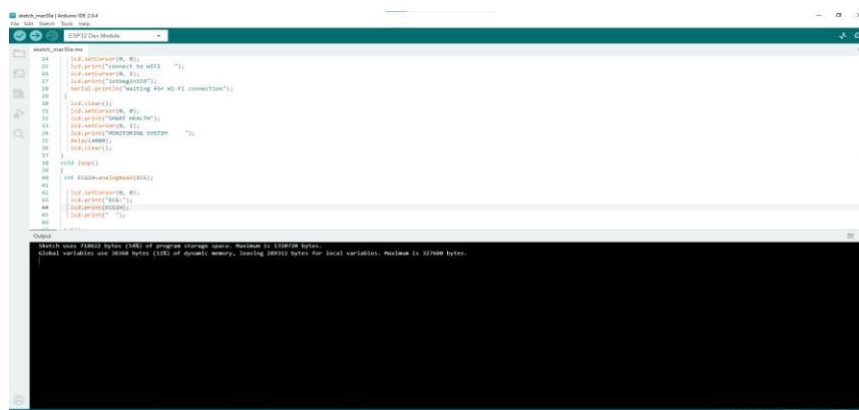 sketch_mar30a | Arduino IDE 2.0.4
File Edit Sketch Tools Help
ESP32 Dev Module
sketch_mar30a.ino
24 lcd.setCursor(0, 0);
25 lcd.print("connect to WIFI ");
26 lcd.setCursor(0, 1);
27 lcd.print("iotbegin319");
28 Serial.println("Waiting for Wi-Fi connection");
29 }
30 lcd.clear();
31 lcd.setCursor(0, 0);
32 lcd.print("SMART HEALTH");
33 lcd.setCursor(0, 1);
34 lcd.print("MONITORING SYSTEM ");
35 delay(4000);
36 lcd.clear();
37 }
38 void loop()
39 {
40 int ECGGH=analogRead(ECG);
41
42 lcd.setCursor(0, 0);
43 lcd.print("ECG:");
44 lcd.print(ECGGH);
45 lcd.print(" ");
46
Output
Sketch uses 718622 bytes (54%) of program storage space. Maximum is 1310720 bytes.
Global variables use 38368 bytes (11%) of dynamic memory, leaving 289312 bytes for local variables. Maximum is 327680 bytes.